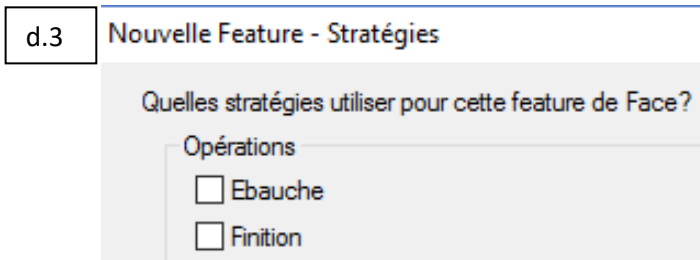 d.3
Nouvelle Feature - Stratégies
Quelles stratégies utiliser pour cette feature de Face?
Opérations
Ebauche
Finition